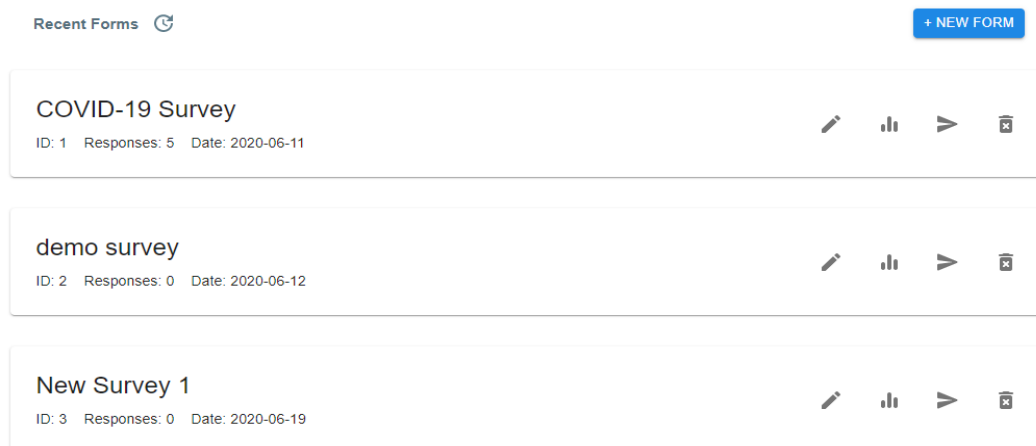 Recent Forms
+ NEW FORM
COVID-19 Survey
ID: 1 Responses: 5 Date: 2020-06-11
demo survey
ID: 2 Responses: 0 Date: 2020-06-12
New Survey 1
ID: 3 Responses: 0 Date: 2020-06-19